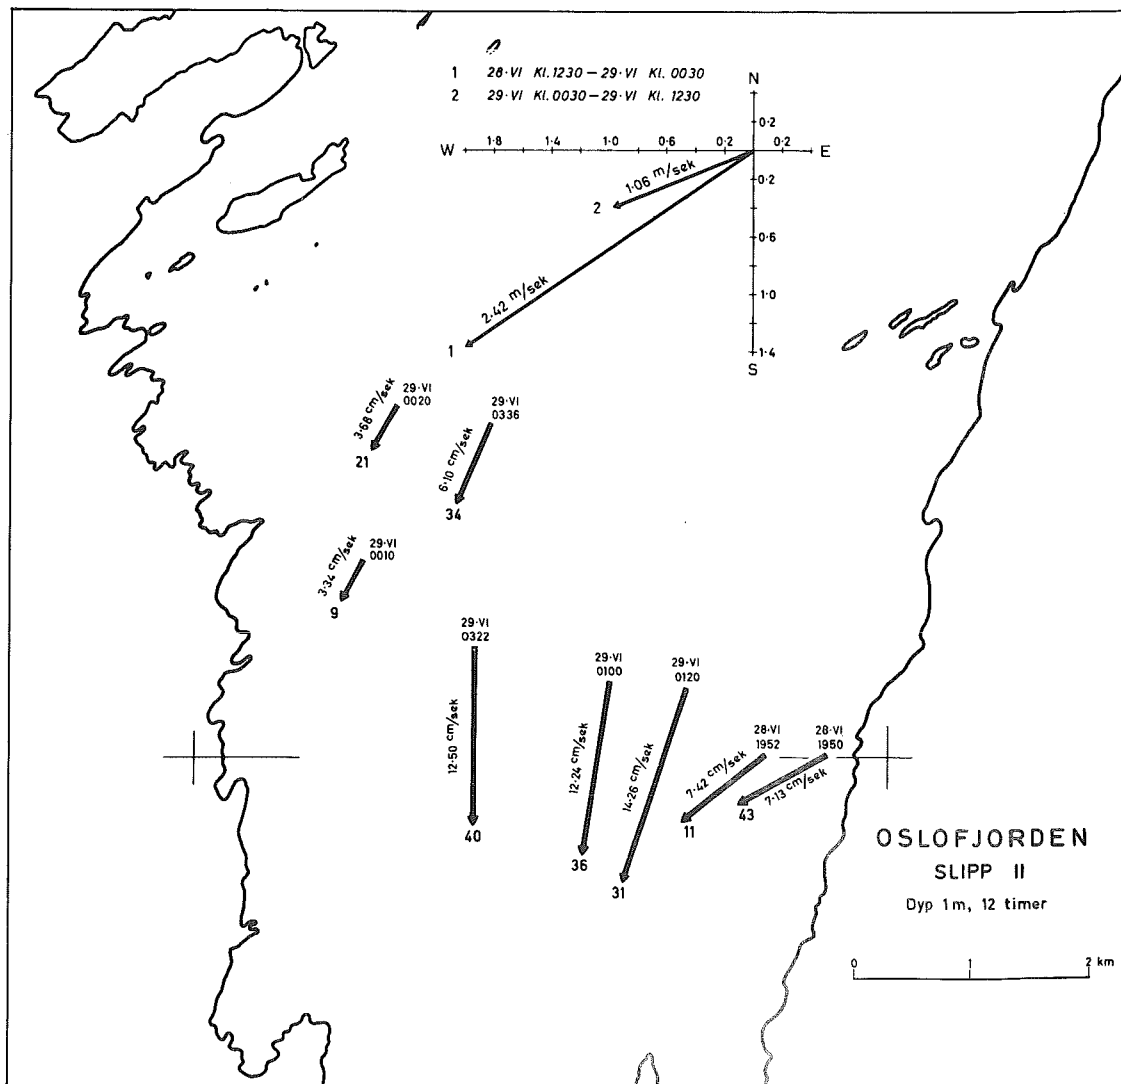 1 28·VI Kl. 1230 – 29·VI Kl. 0030
2 29·VI Kl. 0030 – 29·VI Kl. 1230
N
0·2
W 1·8 1·4 1·0 0·6 0·2 0·2 E
0·2
0·6
1·0
1·4
S
1·06 m/sek
2
2·42 m/sek
1
29·VI
0020
3·68 cm/sek
21
29·VI
0336
6·10 cm/sek
34
29·VI
0010
3·34 cm/sek
9
29·VI
0322
12·50 cm/sek
40
29·VI
0100
12·24 cm/sek
36
29·VI
0120
14·26 cm/sek
31
28·VI
1952
7·42 cm/sek
11
28·VI
1950
7·13 cm/sek
43
OSLOFJORDEN
SLIPP II
Dyp 1m, 12 timer
0 1 2 km